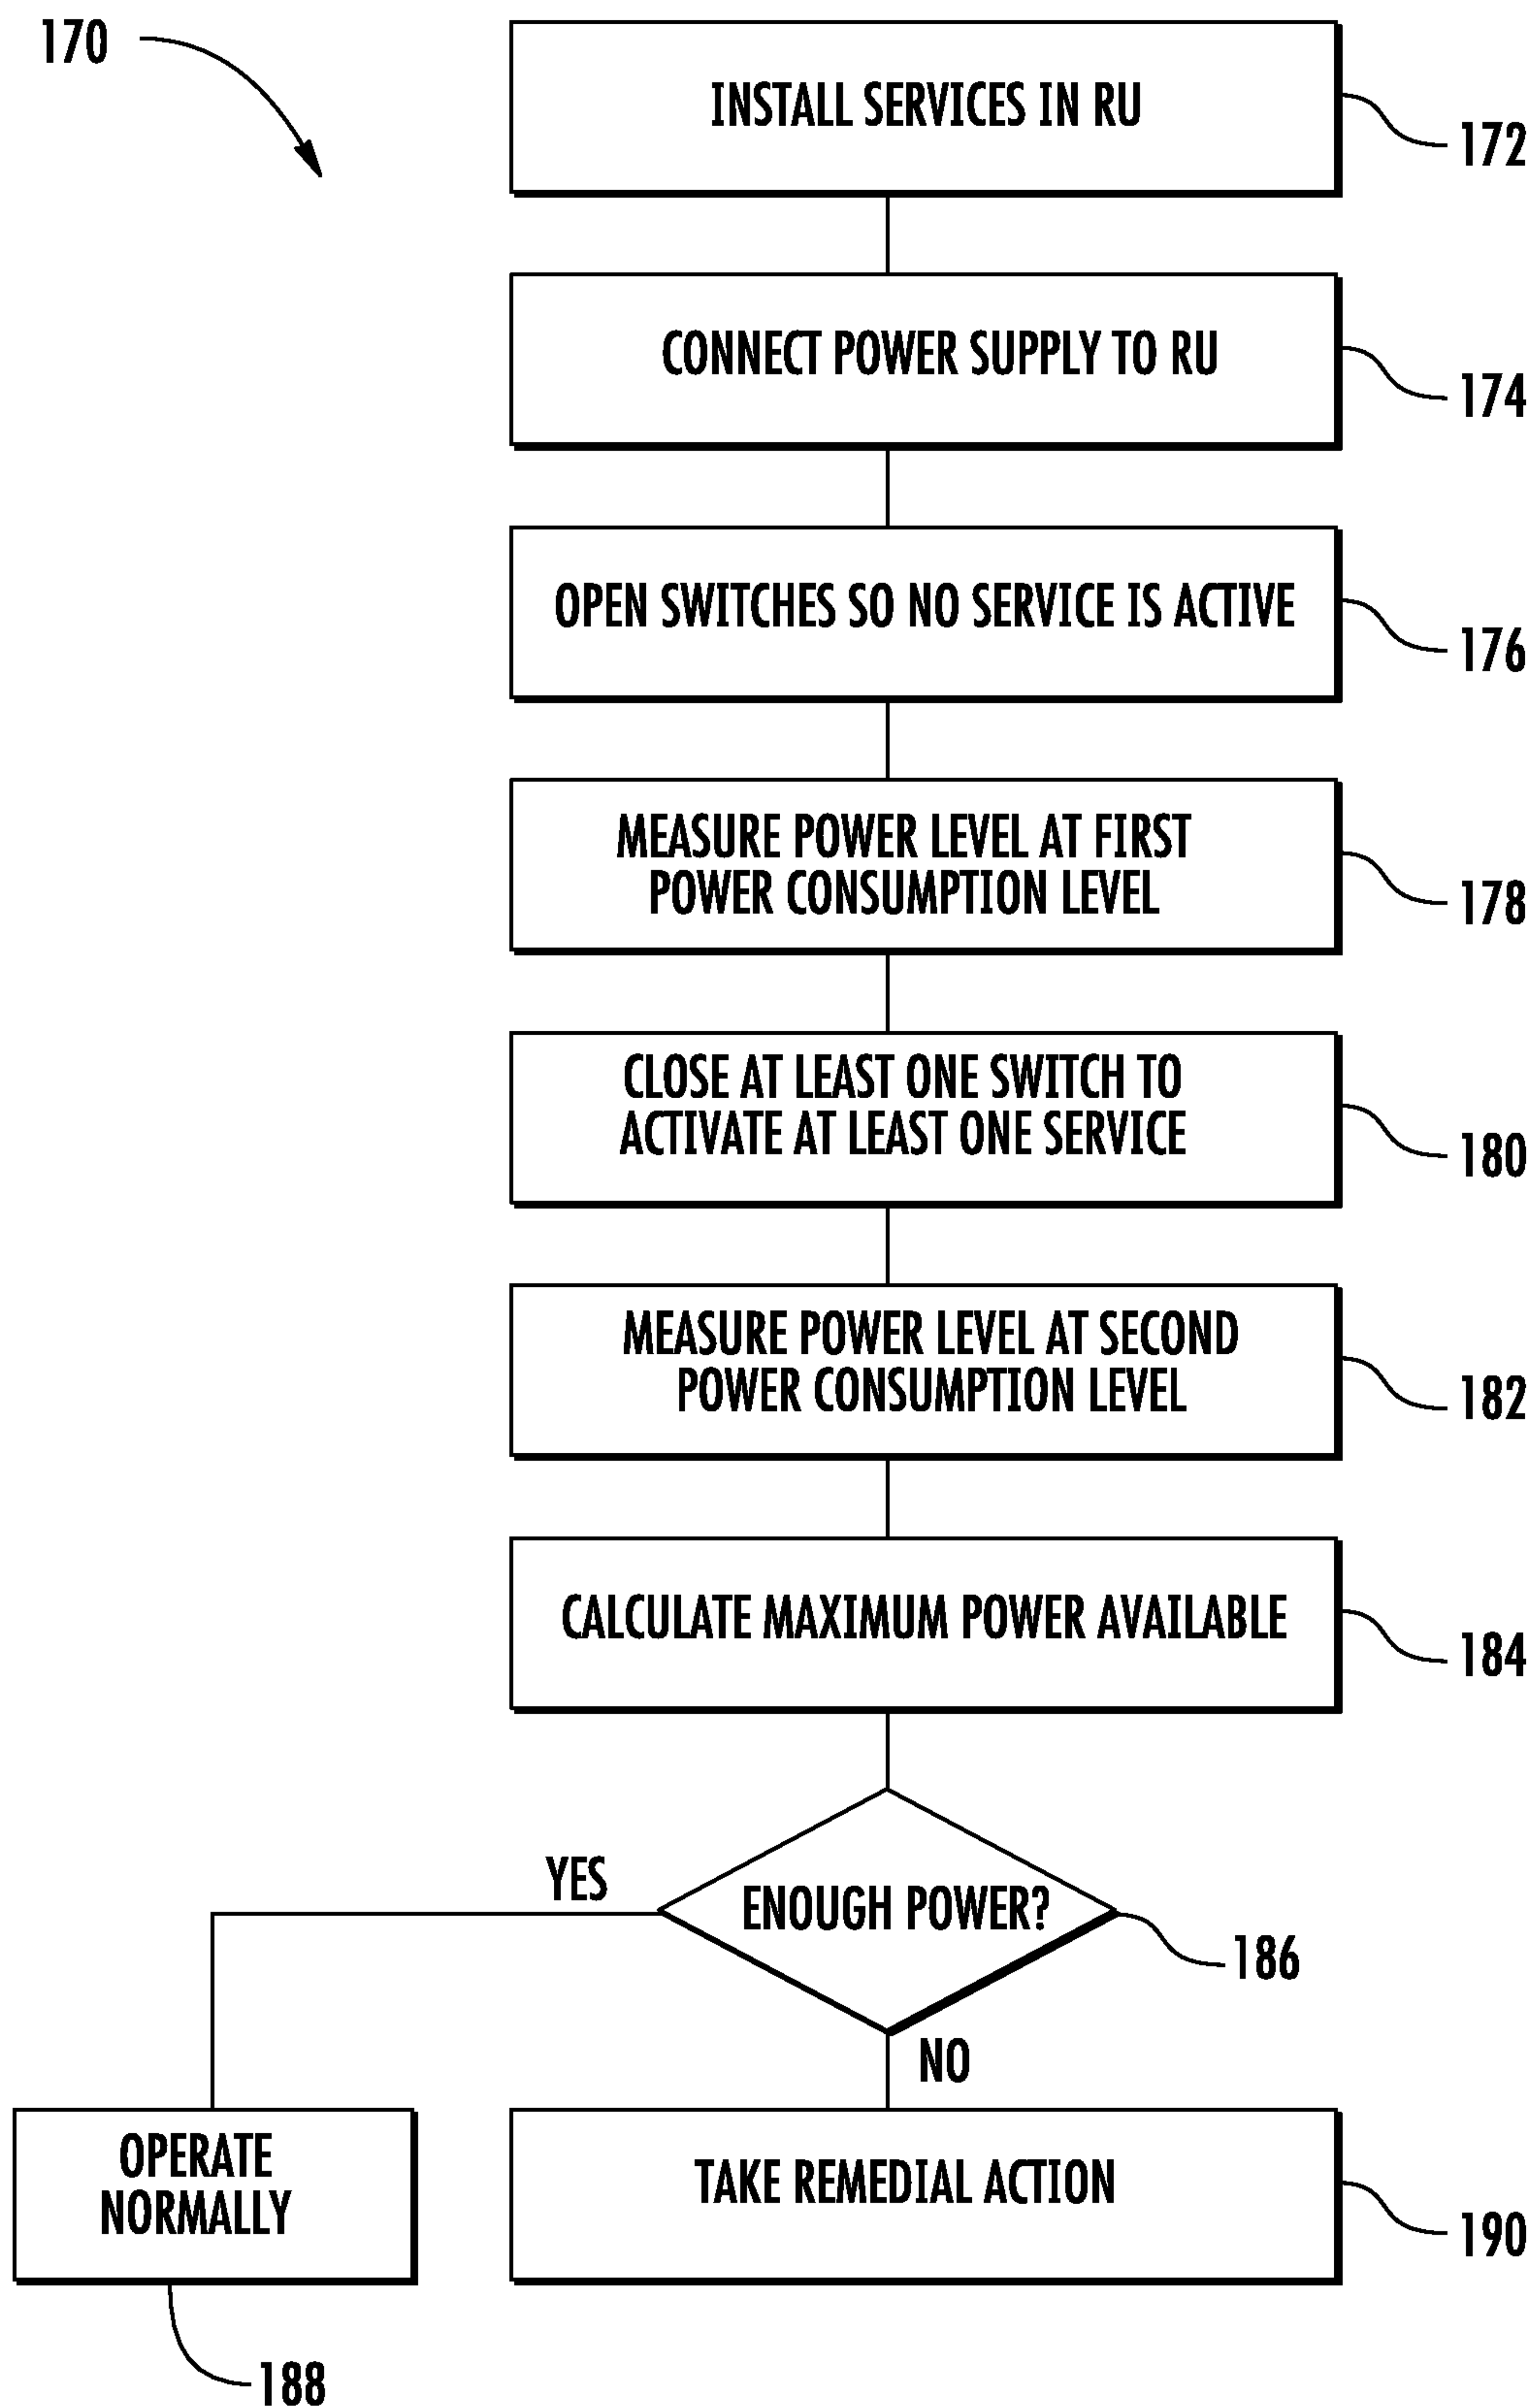 170
INSTALL SERVICES IN RU
172
CONNECT POWER SUPPLY TO RU
174
OPEN SWITCHES SO NO SERVICE IS ACTIVE
176
MEASURE POWER LEVEL AT FIRST
POWER CONSUMPTION LEVEL
178
CLOSE AT LEAST ONE SWITCH TO
ACTIVATE AT LEAST ONE SERVICE
180
MEASURE POWER LEVEL AT SECOND
POWER CONSUMPTION LEVEL
182
CALCULATE MAXIMUM POWER AVAILABLE
184
YES
ENOUGH POWER?
186
NO
OPERATE
NORMALLY
188
TAKE REMEDIAL ACTION
190